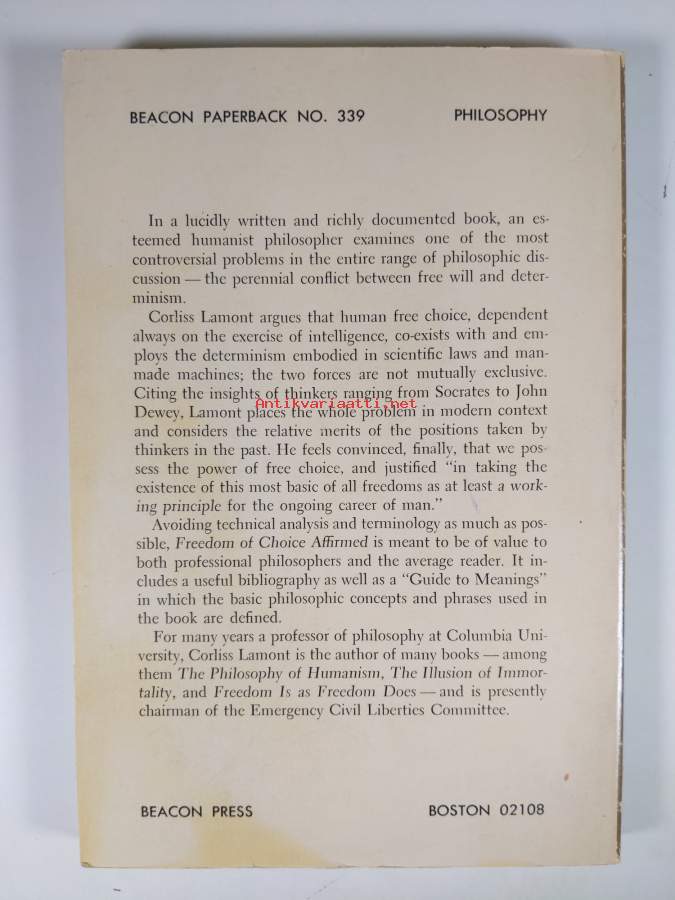 BEACON PAPERBACK NO. 339 PHILOSOPHY
In a lucidly written and richly documented book, an es-
teemed humanist philosopher examines one of the most
controversial problems in the entire range of philosophic dis-
cussion — the perennial conflict between free will and deter-
minism.
Corliss Lamont argues that human free choice, dependent
always on the exercise of intelligence, co-exists with and em-
ploys the determinism embodied in scientific laws and man-
made machines; the two forces are not mutually exclusive.
Citing the insights of thinkers ranging from Socrates to John
Antikvariaatti.net
Dewey, Lamont places the whole problem in modern context
and considers the relative merits of the positions taken by
thinkers in the past. He feels convinced, finally, that we pos-
sess the power of free choice, and justified "in taking the
existence of this most basic of all freedoms as at least a work-
ing principle for the ongoing career of man."
Avoiding technical analysis and terminology as much as pos-
sible, Freedom of Choice Affirmed is meant to be of value to
both professional philosophers and the average reader. It in-
cludes a useful bibliography as well as a "Guide to Meanings"
in which the basic philosophic concepts and phrases used in
the book are defined.
For many years a professor of philosophy at Columbia Uni-
versity, Corliss Lamont is the author of many books — among
them The Philosophy of Humanism, The Illusion of Immor-
tality, and Freedom Is as Freedom Does — and is presently
chairman of the Emergency Civil Liberties Committee.
BEACON PRESS BOSTON 02108